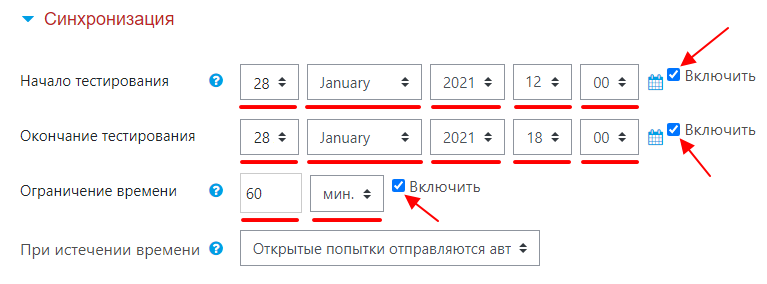 Синхронизация
Начало тестирования ? 28 January 2021 12 00 Включить
Окончание тестирования 28 January 2021 18 00 Включить
Ограничение времени ? 60 мин. Включить
При истечении времени ? Открытые попытки отправляются авт